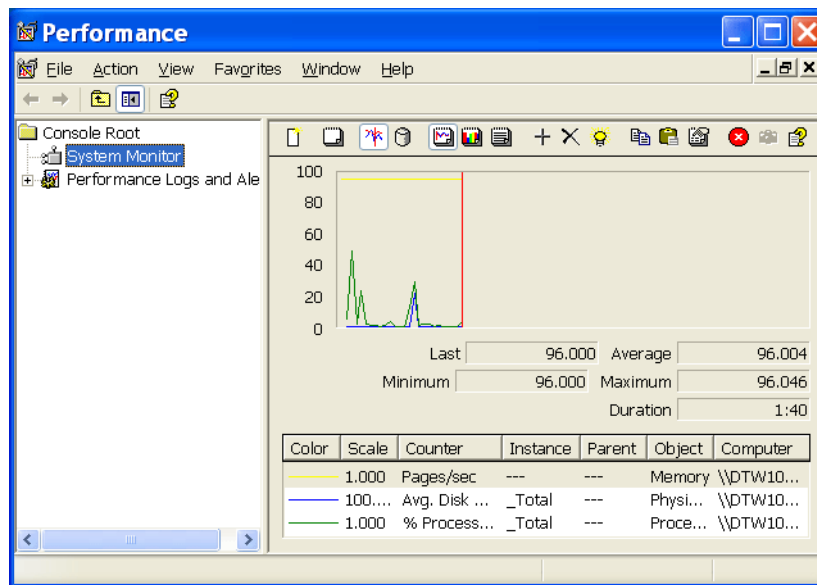 Performance
File Action View Favorites Window Help
Console Root
System Monitor
Performance Logs and Ale
100
80
60
40
20
0
Last 96.000 Average 96.004
Minimum 96.000 Maximum 96.046
Duration 1:40
Color Scale Counter Instance Parent Object Computer
1.000 Pages/sec --- --- Memory \\DTW10...
100.... Avg. Disk ... _Total --- Physi... \\DTW10...
1.000 % Process... _Total --- Proce... \\DTW10...